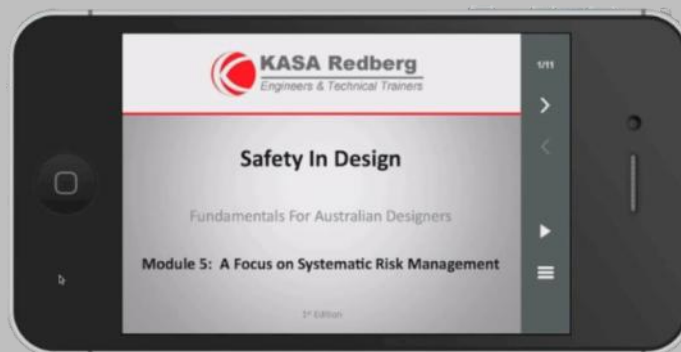 KASA Redberg
Engineers & Technical Trainers
1/11
Safety In Design
Fundamentals For Australian Designers
Module 5: A Focus on Systematic Risk Management
1st Edition